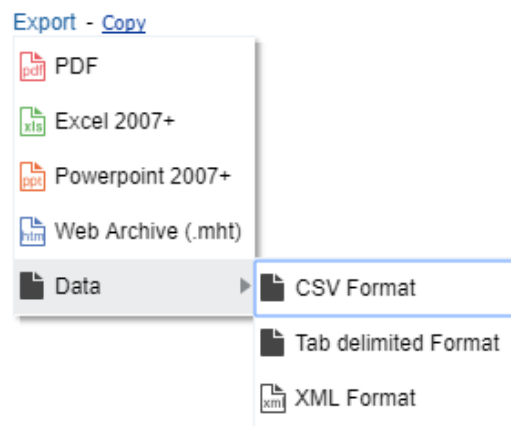 Export - Copy
pdf PDF
xls Excel 2007+
ppt Powerpoint 2007+
htm Web Archive (.mht)
Data
CSV Format
Tab delimited Format
xml XML Format